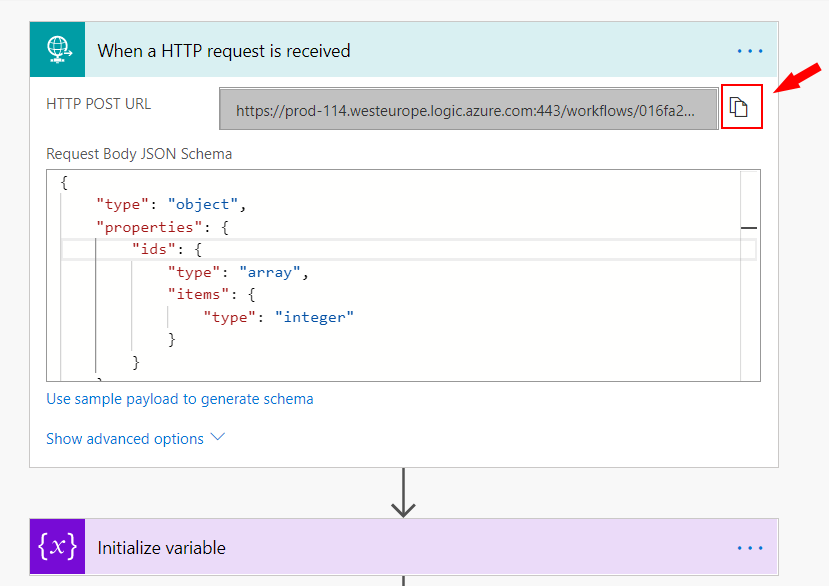 When a HTTP request is received
HTTP POST URL
https://prod-114.westeurope.logic.azure.com:443/workflows/016fa2...
Request Body JSON Schema
{
"type": "object",
"properties": {
"ids": {
"type": "array",
"items": {
"type": "integer"
}
}
Use sample payload to generate schema
Show advanced options
{x} Initialize variable